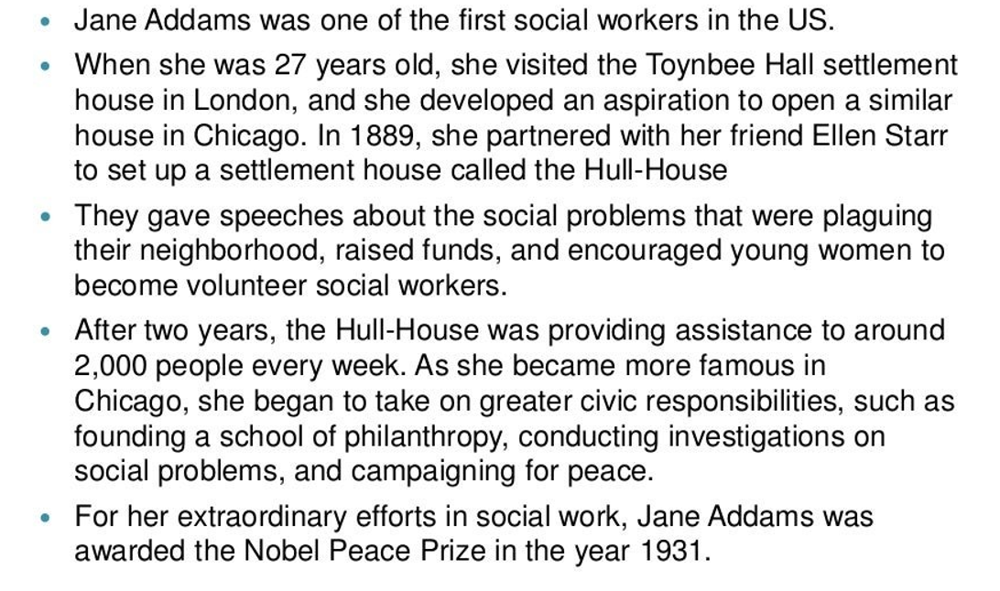 • Jane Addams was one of the first social workers in the US.
• When she was 27 years old, she visited the Toynbee Hall settlement
house in London, and she developed an aspiration to open a similar
house in Chicago. In 1889, she partnered with her friend Ellen Starr
to set up a settlement house called the Hull-House
• They gave speeches about the social problems that were plaguing
their neighborhood, raised funds, and encouraged young women to
become volunteer social workers.
• After two years, the Hull-House was providing assistance to around
2,000 people every week. As she became more famous in
Chicago, she began to take on greater civic responsibilities, such as
founding a school of philanthropy, conducting investigations on
social problems, and campaigning for peace.
• For her extraordinary efforts in social work, Jane Addams was
awarded the Nobel Peace Prize in the year 1931.